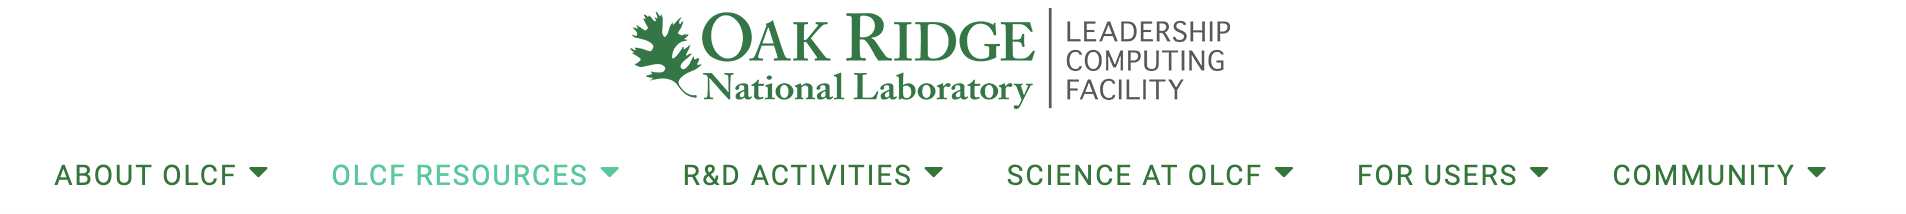 OAK RIDGE
National Laboratory
LEADERSHIP
COMPUTING
FACILITY
ABOUT OLCF OLCF RESOURCES R&D ACTIVITIES SCIENCE AT OLCF FOR USERS COMMUNITY